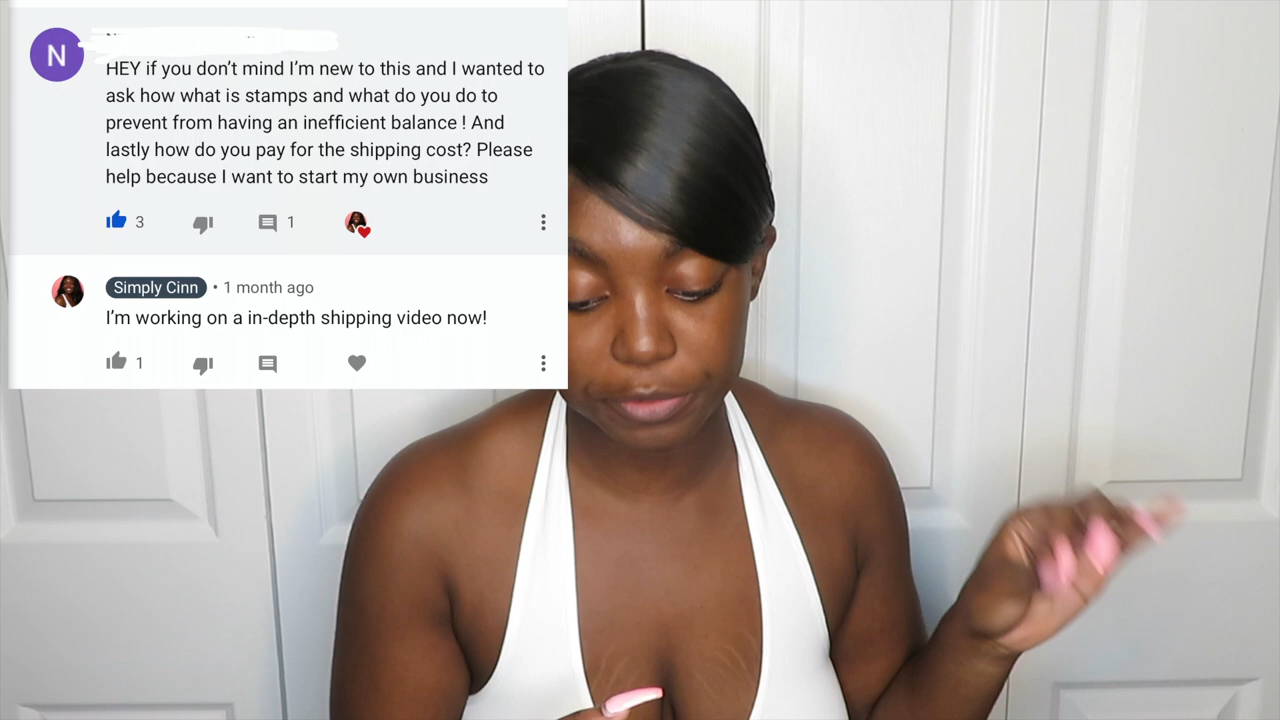 N
HEY if you don't mind I'm new to this and I wanted to
ask how what is stamps and what do you do to
prevent from having an inefficient balance ! And
lastly how do you pay for the shipping cost? Please
help because I want to start my own business
3
1
Simply Cinn • 1 month ago
I'm working on a in-depth shipping video now!
1